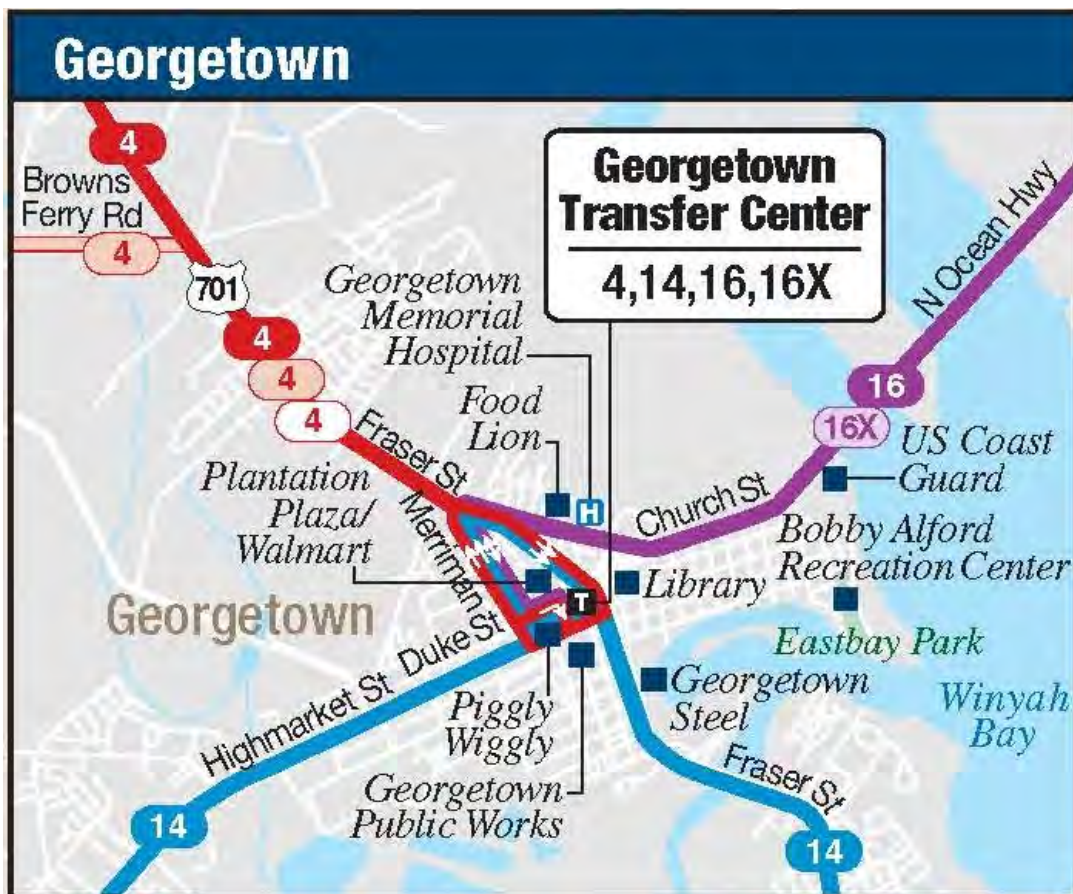 Georgetown
4
Browns
Ferry Rd
4
701
4
4
4
Georgetown
Transfer Center
4,14,16,16X
N Ocean Hwy
Georgetown
Memorial
Hospital
H
Food
Lion
Fraser St
16
16X
US Coast
Guard
Church St
Plantation
Plaza/
Walmart
Merriman
Bobby Alford
Recreation Center
Library
T
Georgetown
Duke St
Highmarket St
Eastbay Park
Piggly
Wiggly
Georgetown
Steel
Winyah
Bay
Georgetown
Public Works
Fraser St
14
14